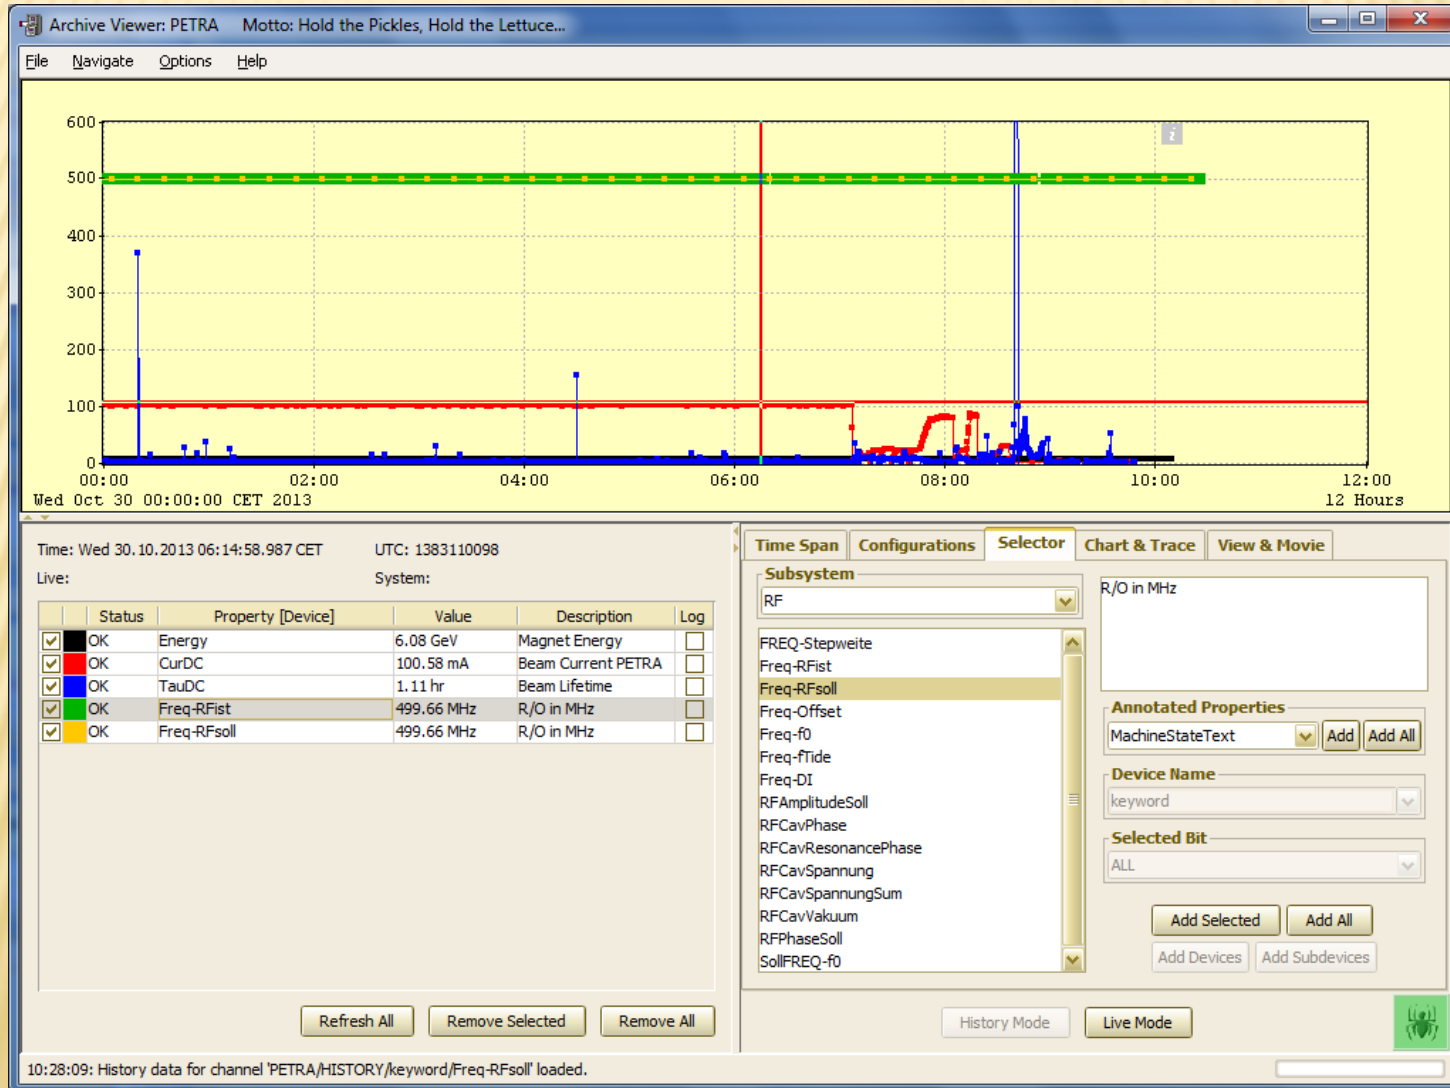 Archive Viewer: PETRA Motto: Hold the Pickles, Hold the Lettuce...
File Navigate Options Help
i
600
500
400
300
200
100
0
00:00 02:00 04:00 06:00 08:00 10:00 12:00
Wed Oct 30 00:00:00 CET 2013 12 Hours
Time: Wed 30.10.2013 06:14:58.987 CET UTC: 1383110098
Live: System:
Status Property [Device] Value Description Log
OK Energy 6.08 GeV Magnet Energy
OK CurDC 100.58 mA Beam Current PETRA
OK TauDC 1.11 hr Beam Lifetime
OK Freq-RFist 499.66 MHz R/O in MHz
OK Freq-RFsoll 499.66 MHz R/O in MHz
Refresh All Remove Selected Remove All
Time Span Configurations Selector Chart & Trace View & Movie
Subsystem
RF
FREQ-Stepweite
Freq-RFist
Freq-RFsoll
Freq-Offset
Freq-f0
Freq-fTide
Freq-DI
RFAmplitudeSoll
RFCavPhase
RFCavResonancePhase
RFCavSpannung
RFCavSpannungSum
RFCavVakuum
RFPhaseSoll
SollFREQ-f0
R/O in MHz
Annotated Properties
MachineStateText Add Add All
Device Name
keyword
Selected Bit
ALL
Add Selected Add All
Add Devices Add Subdevices
History Mode Live Mode
10:28:09: History data for channel 'PETRA/HISTORY/keyword/Freq-RFsoll' loaded.